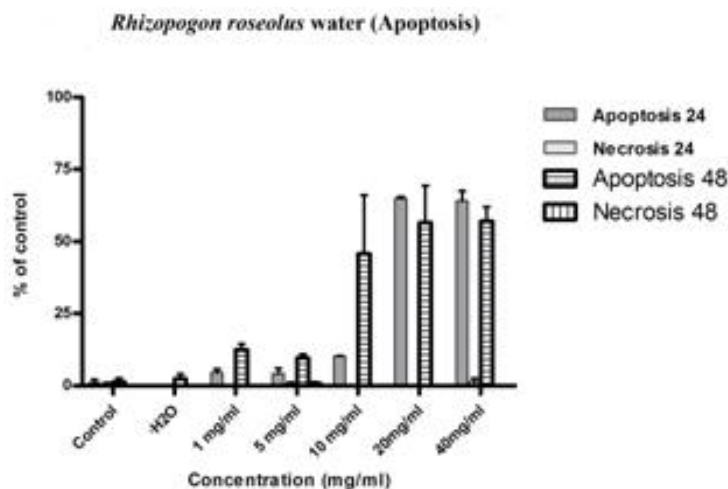 Rhizopogon roseolus water (Apoptosis)
100
75
50
25
0
% of control
Apoptosis 24
Necrosis 24
Apoptosis 48
Necrosis 48
Control
H2O
1 mg/ml
5 mg/ml
10 mg/ml
20mg/ml
40mg/ml
Concentration (mg/ml)